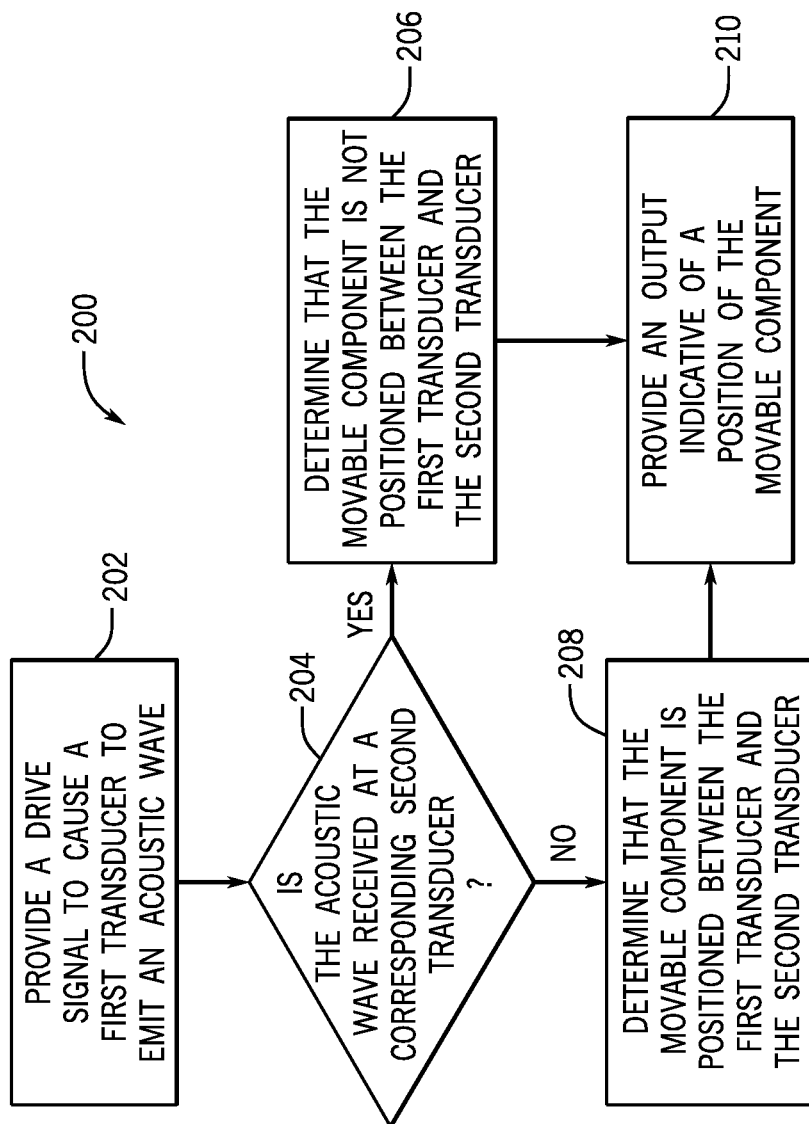 200
202
PROVIDE A DRIVE
SIGNAL TO CAUSE A
FIRST TRANSDUCER TO
EMIT AN ACOUSTIC WAVE
204
IS
THE ACOUSTIC
WAVE RECEIVED AT A
CORRESPONDING SECOND
TRANSDUCER
?
YES
206
DETERMINE THAT THE
MOVABLE COMPONENT IS NOT
POSITIONED BETWEEN THE
FIRST TRANSDUCER AND
THE SECOND TRANSDUCER
NO
208
DETERMINE THAT THE
MOVABLE COMPONENT IS
POSITIONED BETWEEN THE
FIRST TRANSDUCER AND
THE SECOND TRANSDUCER
210
PROVIDE AN OUTPUT
INDICATIVE OF A
POSITION OF THE
MOVABLE COMPONENT